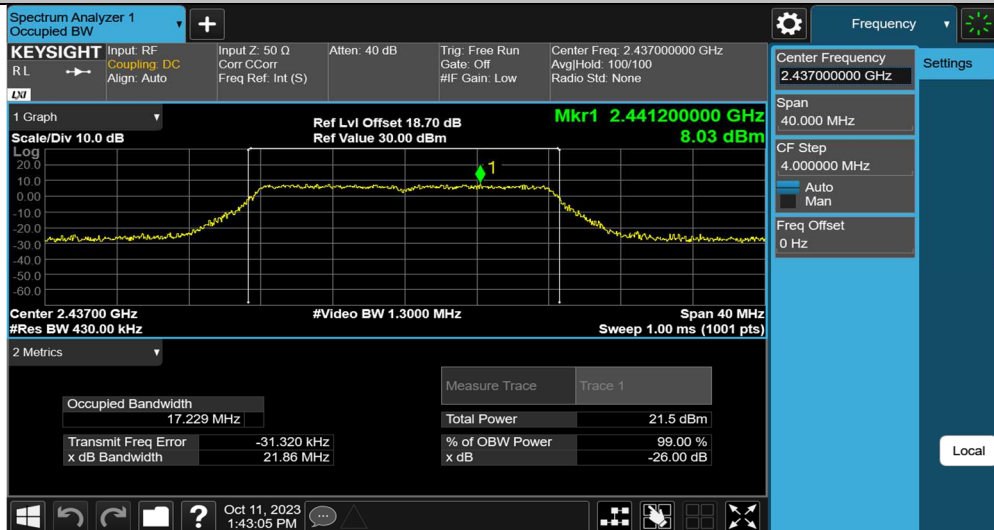 Spectrum Analyzer 1
Occupied BW
Frequency
KEYSIGHT
R L
LXI
Input: RF
Coupling: DC
Align: Auto
Input Z: 50 Ω
Corr CCorr
Freq Ref: Int (S)
Atten: 40 dB
Trig: Free Run
Gate: Off
#IF Gain: Low
Center Freq: 2.437000000 GHz
Avg|Hold: 100/100
Radio Std: None
Center Frequency
2.437000000 GHz
Settings
Span
40.000 MHz
CF Step
4.000000 MHz
Auto
Man
Freq Offset
0 Hz
Local
1 Graph
Scale/Div 10.0 dB
Ref Lvl Offset 18.70 dB
Ref Value 30.00 dBm
Mkr1 2.441200000 GHz
8.03 dBm
Log
20.0
10.0
0.00
-10.0
-20.0
-30.0
-40.0
-50.0
-60.0
1
Center 2.43700 GHz
#Video BW 1.3000 MHz
Span 40 MHz
#Res BW 430.00 kHz
Sweep 1.00 ms (1001 pts)
2 Metrics
Measure Trace Trace 1
Occupied Bandwidth
17.229 MHz
Total Power 21.5 dBm
Transmit Freq Error -31.320 kHz
% of OBW Power 99.00 %
x dB Bandwidth 21.86 MHz
x dB -26.00 dB
?
Oct 11, 2023
1:43:05 PM